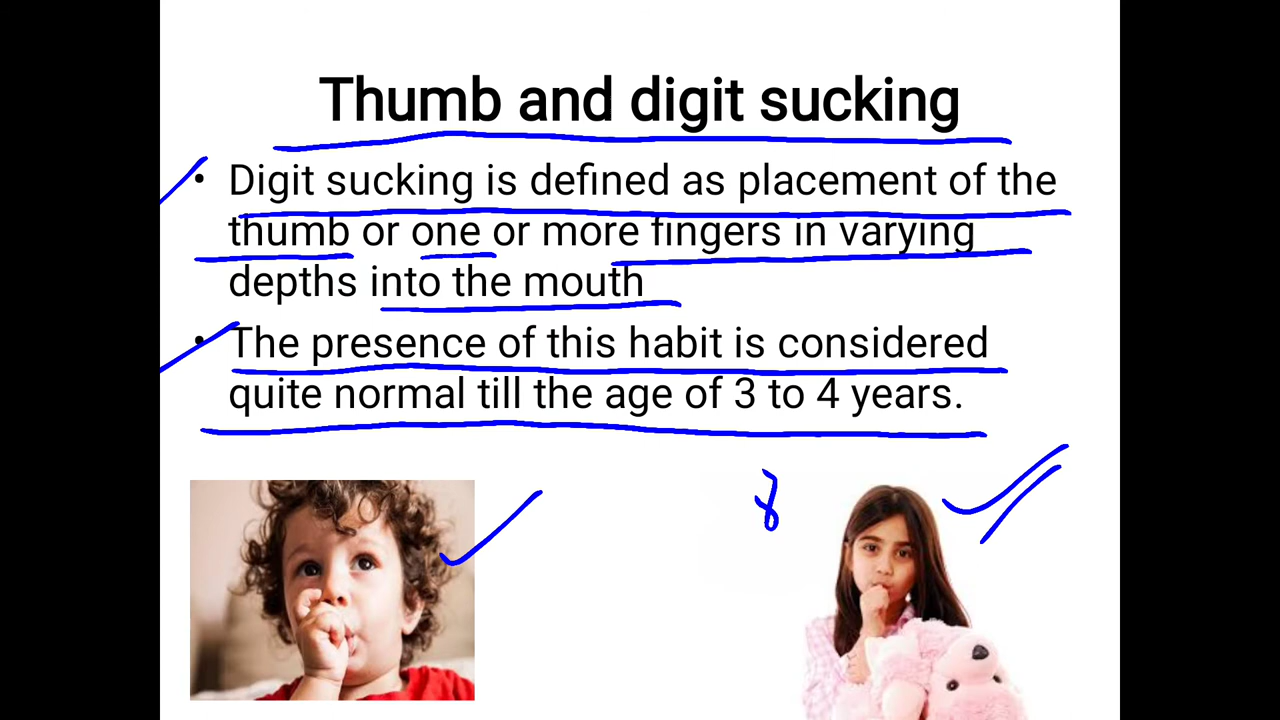 Thumb and digit sucking
• Digit sucking is defined as placement of the
thumb or one or more fingers in varying
depths into the mouth
• The presence of this habit is considered
quite normal till the age of 3 to 4 years.
8